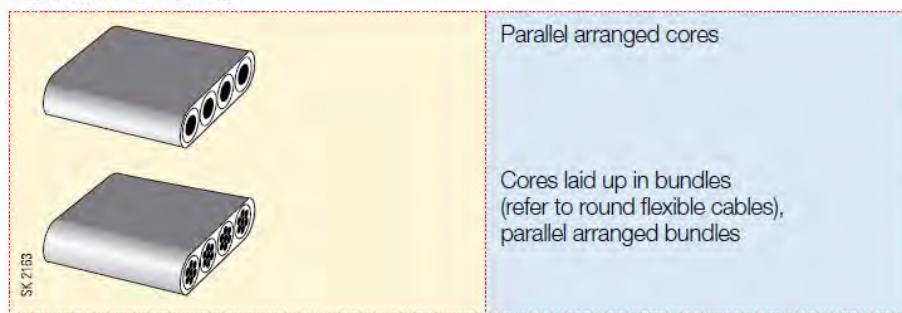 Parallel arranged cores
Cores laid up in bundles
(refer to round flexible cables),
parallel arranged bundles
SK 2163